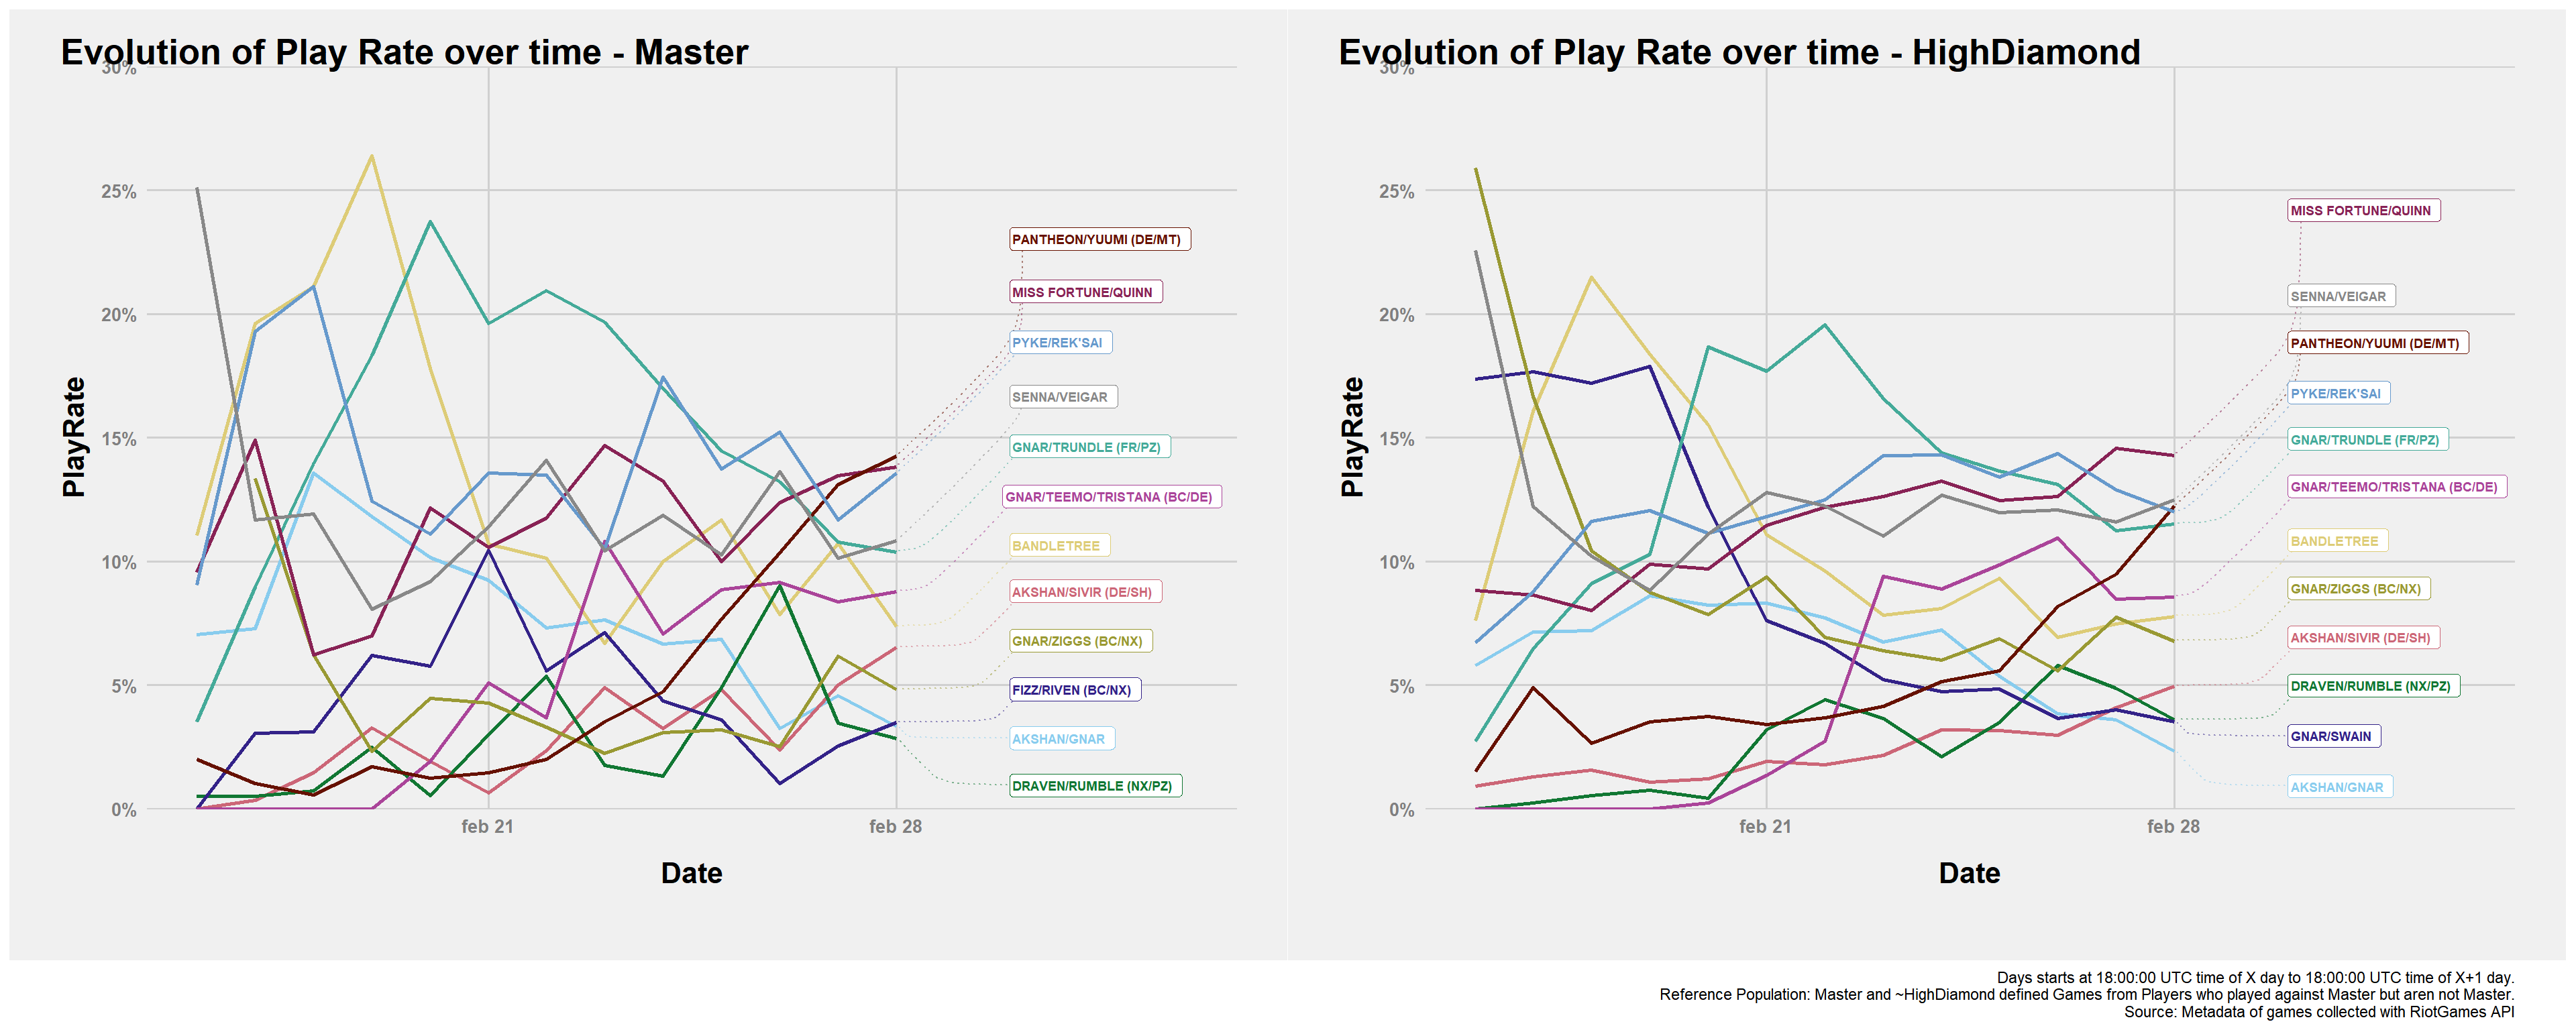 Evolution of Play Rate over time - Master
30%
25%
20%
15%
10%
5%
0%
PlayRate
feb 21
feb 28
Date
PANTHEON/YUUMI (DE/MT)
MISS FORTUNE/QUINN
PYKE/REK'SAI
SENNA/VEIGAR
GNAR/TRUNDLE (FR/PZ)
GNAR/TEEMO/TRISTANA (BC/DE)
BANDLETREE
AKSHAN/SIVIR (DE/SH)
GNAR/ZIGGS (BC/NX)
FIZZ/RIVEN (BC/NX)
AKSHAN/GNAR
DRAVEN/RUMBLE (NX/PZ)
Evolution of Play Rate over time - HighDiamond
30%
25%
20%
15%
10%
5%
0%
PlayRate
feb 21
feb 28
Date
MISS FORTUNE/QUINN
SENNA/VEIGAR
PANTHEON/YUUMI (DE/MT)
PYKE/REK'SAI
GNAR/TRUNDLE (FR/PZ)
GNAR/TEEMO/TRISTANA (BC/DE)
BANDLETREE
GNAR/ZIGGS (BC/NX)
AKSHAN/SIVIR (DE/SH)
DRAVEN/RUMBLE (NX/PZ)
GNAR/SWAIN
AKSHAN/GNAR
Days starts at 18:00:00 UTC time of X day to 18:00:00 UTC time of X+1 day.
Reference Population: Master and ~HighDiamond defined Games from Players who played against Master but aren not Master.
Source: Metadata of games collected with RiotGames API